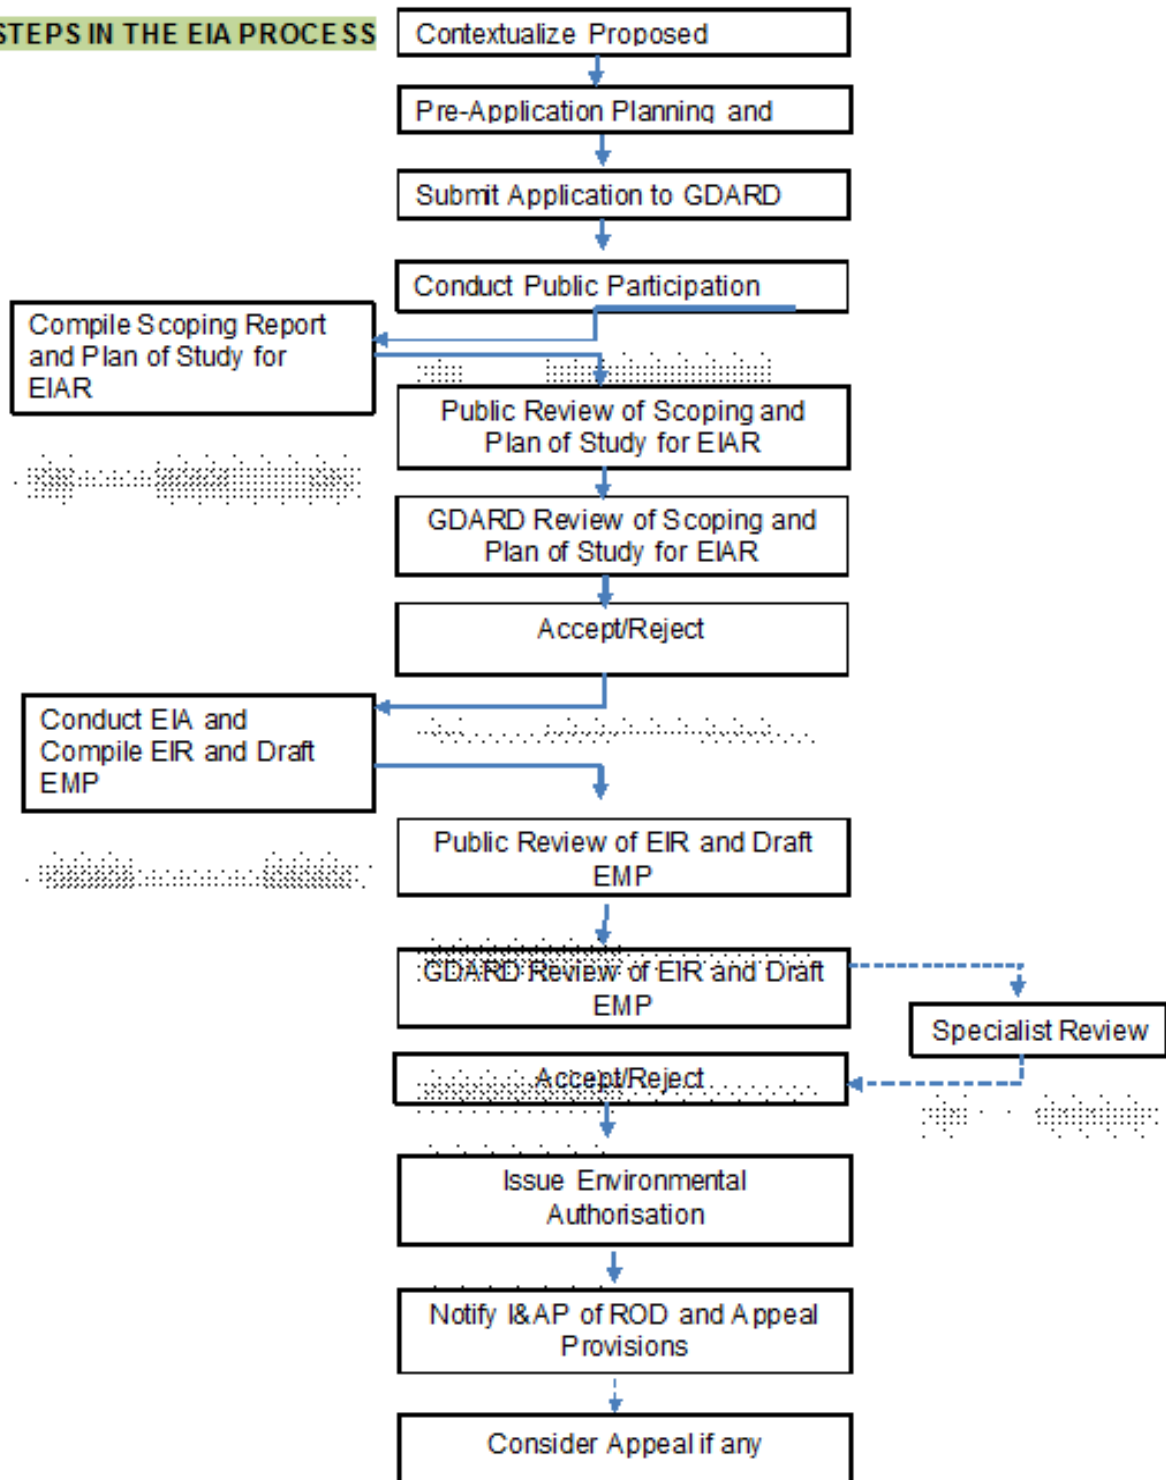 STEPS IN THE EIA PROCESS
Contextualize Proposed
Pre-Application Planning and
Submit Application to GDARD
Conduct Public Participation
Compile Scoping Report
and Plan of Study for
EIAR
Public Review of Scoping and
Plan of Study for EIAR
GDARD Review of Scoping and
Plan of Study for EIAR
Accept/Reject
Conduct EIA and
Compile EIR and Draft
EMP
Public Review of EIR and Draft
EMP
GDARD Review of EIR and Draft
EMP
Specialist Review
Accept/Reject
Issue Environmental
Authorisation
Notify I&AP of ROD and Appeal
Provisions
Consider Appeal if any